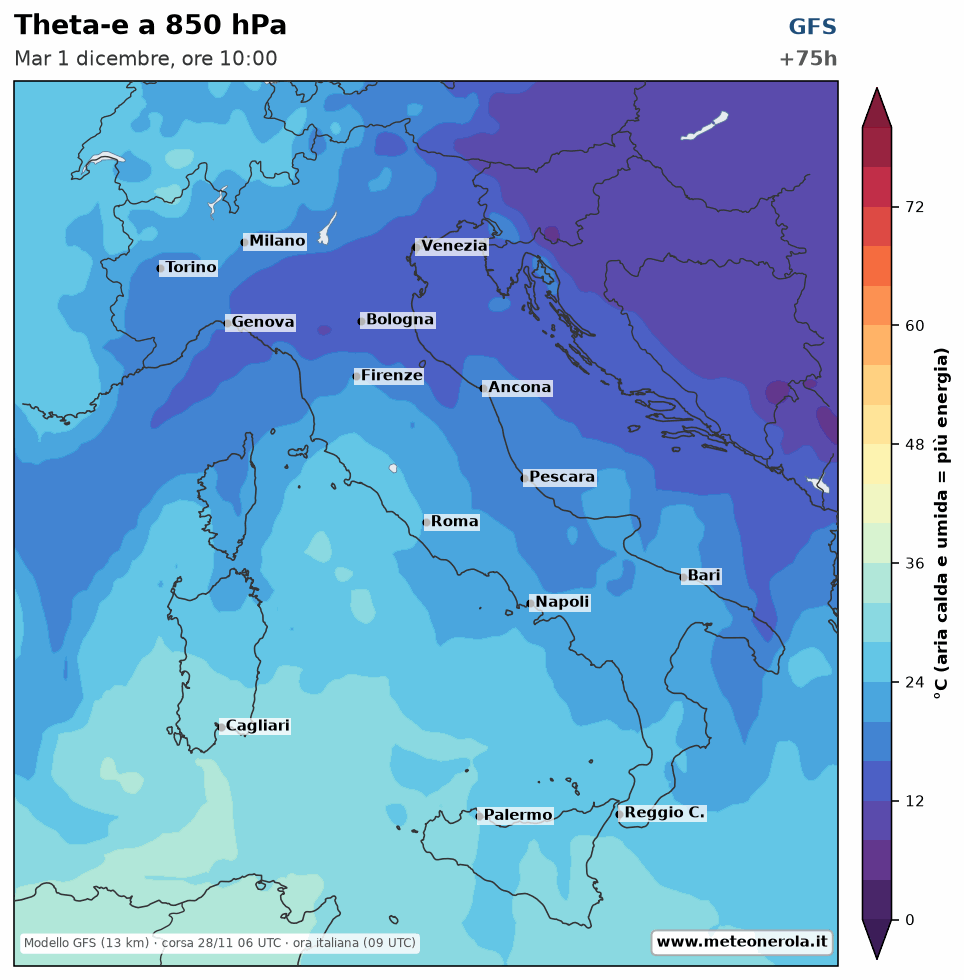 Theta-e a 850 hPa
GFS
Mar 1 dicembre, ore 10:00
+75h
72
60
48
36
24
12
0
°C (aria calda e umida = più energia)
Milano
Venezia
Torino
Genova
Bologna
Firenze
Ancona
Pescara
Roma
Bari
Napoli
Cagliari
Palermo
Reggio C.
Modello GFS (13 km) · corsa 28/11 06 UTC · ora italiana (09 UTC)
www.meteonerola.it